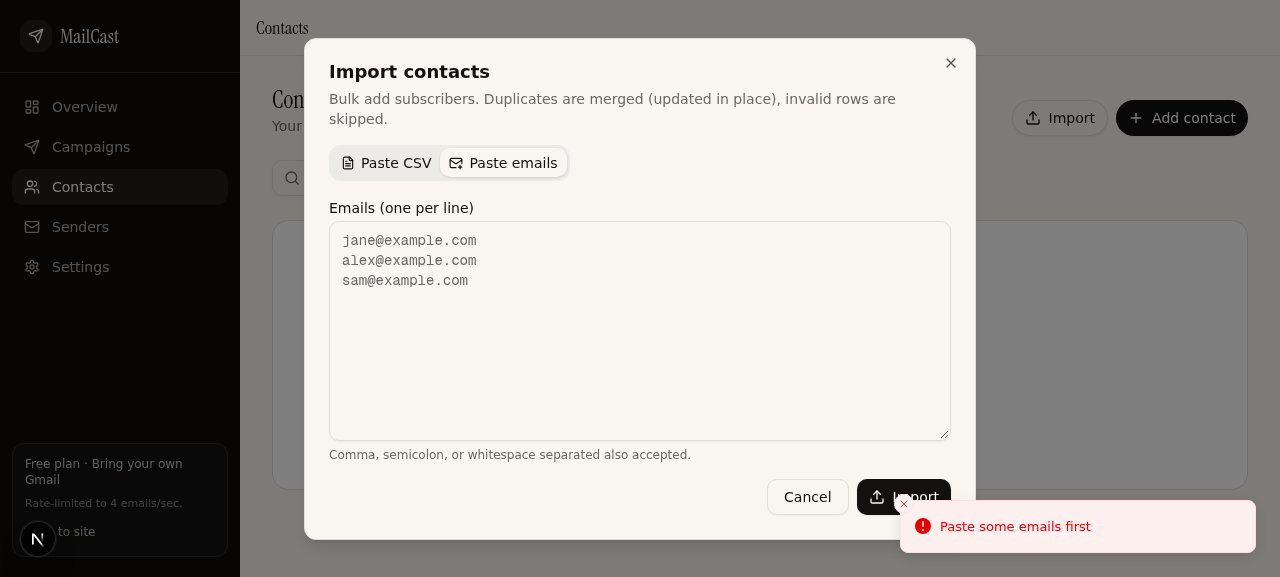 MailCast
Overview
Campaigns
Contacts
Senders
Settings
Free plan · Bring your own
Gmail
Rate-limited to 4 emails/sec.
to site
Contacts
Your
Import
Add contact
Import contacts
Bulk add subscribers. Duplicates are merged (updated in place), invalid rows are
skipped.
Paste CSV
Paste emails
Emails (one per line)
jane@example.com
alex@example.com
sam@example.com
Comma, semicolon, or whitespace separated also accepted.
Cancel
Import
Paste some emails first